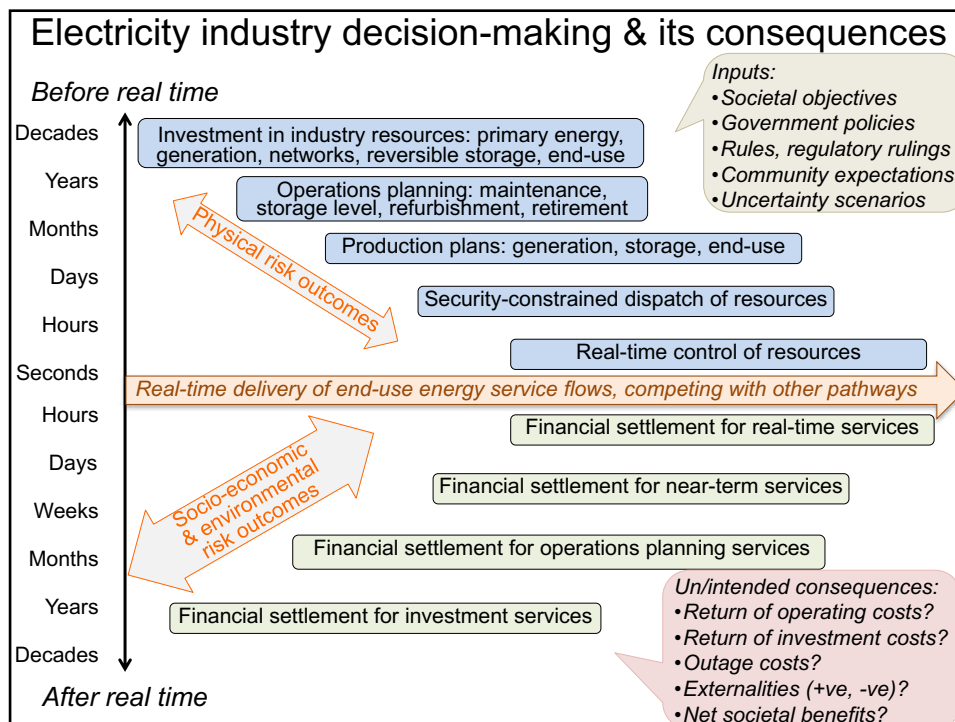 Electricity industry decision-making & its consequences
Before real time
Inputs:
•Societal objectives
•Government policies
•Rules, regulatory rulings
•Community expectations
•Uncertainty scenarios
Decades
Investment in industry resources: primary energy,
generation, networks, reversible storage, end-use
Years
Operations planning: maintenance,
storage level, refurbishment, retirement
Months
Production plans: generation, storage, end-use
Physical risk outcomes
Days
Security-constrained dispatch of resources
Hours
Real-time control of resources
Seconds
Real-time delivery of end-use energy service flows, competing with other pathways
Hours
Financial settlement for real-time services
Days
Financial settlement for near-term services
Socio-economic
& environmental
risk outcomes
Weeks
Months
Financial settlement for operations planning services
Years
Financial settlement for investment services
Decades
After real time
Un/intended consequences:
•Return of operating costs?
•Return of investment costs?
•Outage costs?
•Externalities (+ve, -ve)?
•Net societal benefits?